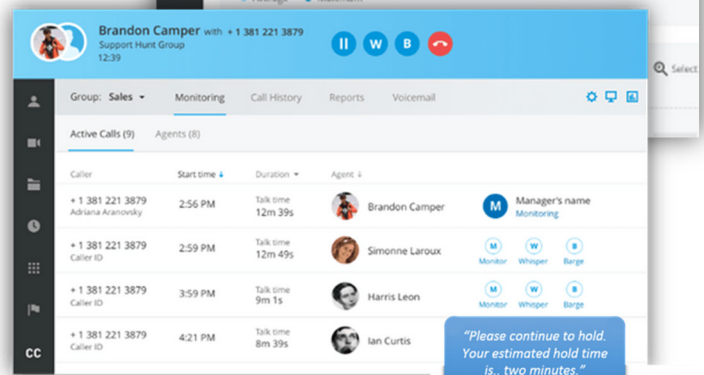 Average Maximum
Brandon Camper with + 1 381 221 3879
Support Hunt Group
12:39
II W B
Select
Group: Sales Monitoring Call History Reports Voicemail
Active Calls (9) Agents (8)
Caller Start time Duration Agent
+ 1 381 221 3879 2:56 PM Talk time Brandon Camper M Manager's name
Adriana Aranovsky 12m 39s Monitoring
+ 1 381 221 3879 2:59 PM Talk time Simonne Laroux M W B
Caller ID 12m 49s Monitor Whisper Barge
+ 1 381 221 3879 3:59 PM Talk time Harris Leon M W B
Caller ID 9m 1s Monitor Whisper Barge
+ 1 381 221 3879 4:21 PM Talk time Ian Curtis
Caller ID 8m 39s
CC
"Please continue to hold.
Your estimated hold time
is.. two minutes."